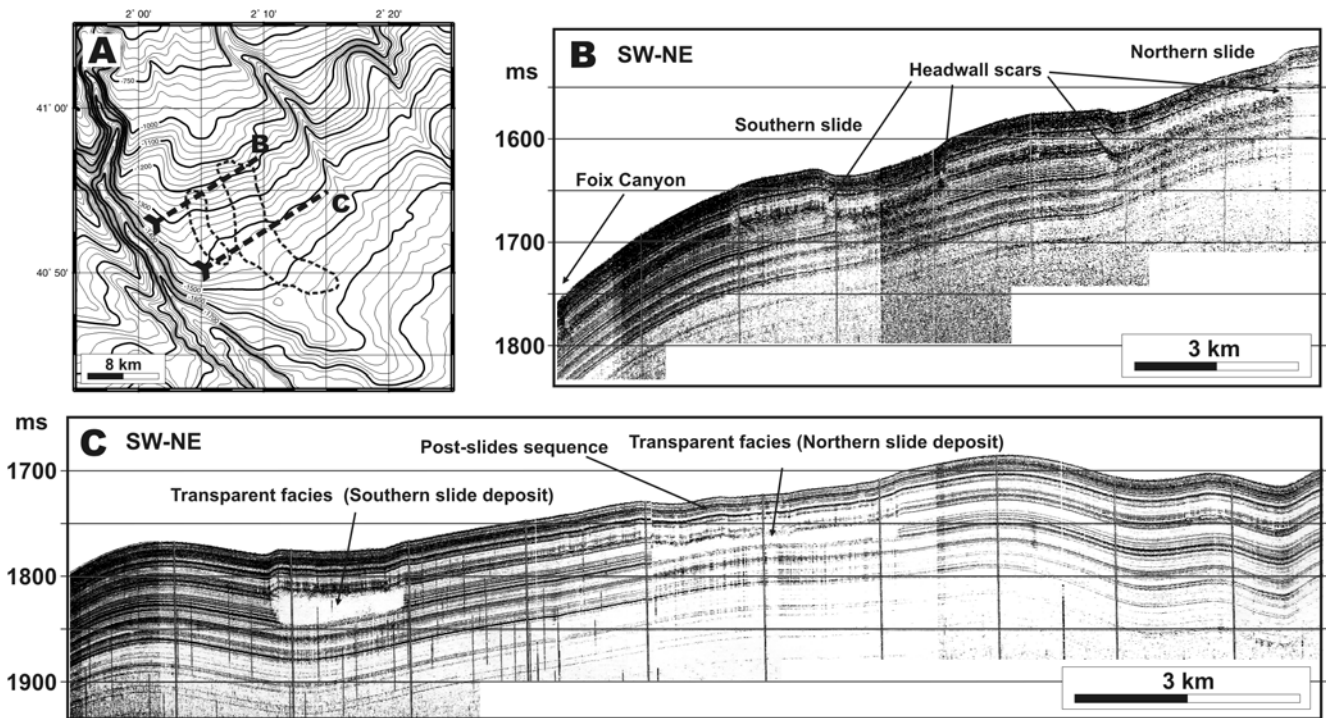 2° 00'
2° 10'
2° 20'
A
-750
-1000
-1100
41° 00'
B
C
40° 50'
-1500
-1600
-1700
8 km
B SW-NE
ms
Northern slide
Headwall scars
Southern slide
Foix Canyon
1600
1700
1800
3 km
ms
C SW-NE
Post-slides sequence
Transparent facies (Northern slide deposit)
Transparent facies (Southern slide deposit)
1700
1800
1900
3 km